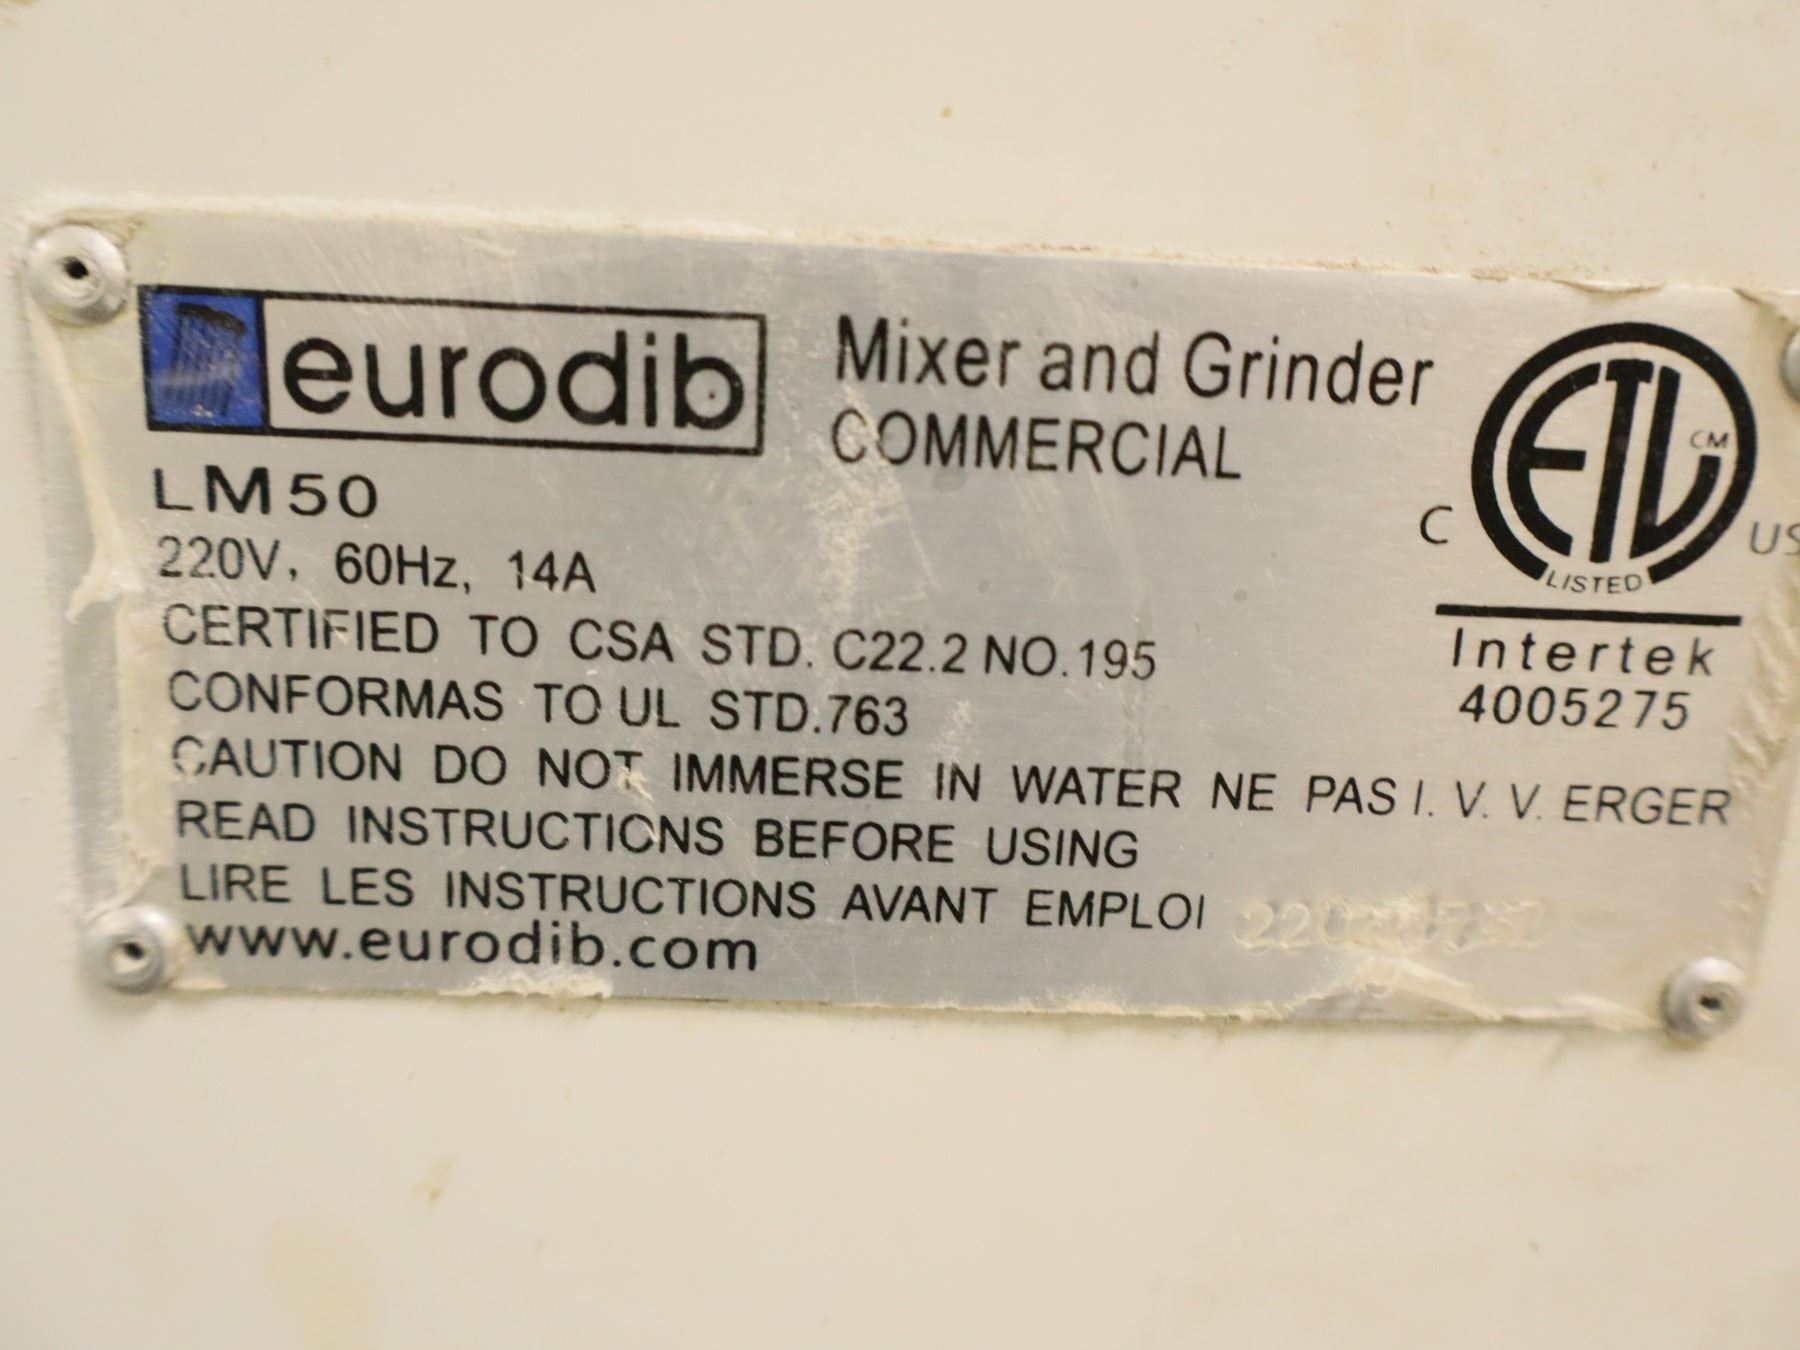 eurodib
Mixer and Grinder
COMMERCIAL
LM50
220V, 60Hz, 14A
CERTIFIED TO CSA STD. C22.2 NO.195
CONFORMAS TO UL STD.763
CAUTION DO NOT IMMERSE IN WATER NE PAS I. V. V. ERGER
READ INSTRUCTIONS BEFORE USING
LIRE LES INSTRUCTIONS AVANT EMPLOI
www.eurodib.com
ETL CM
C US
LISTED
Intertek
4005275